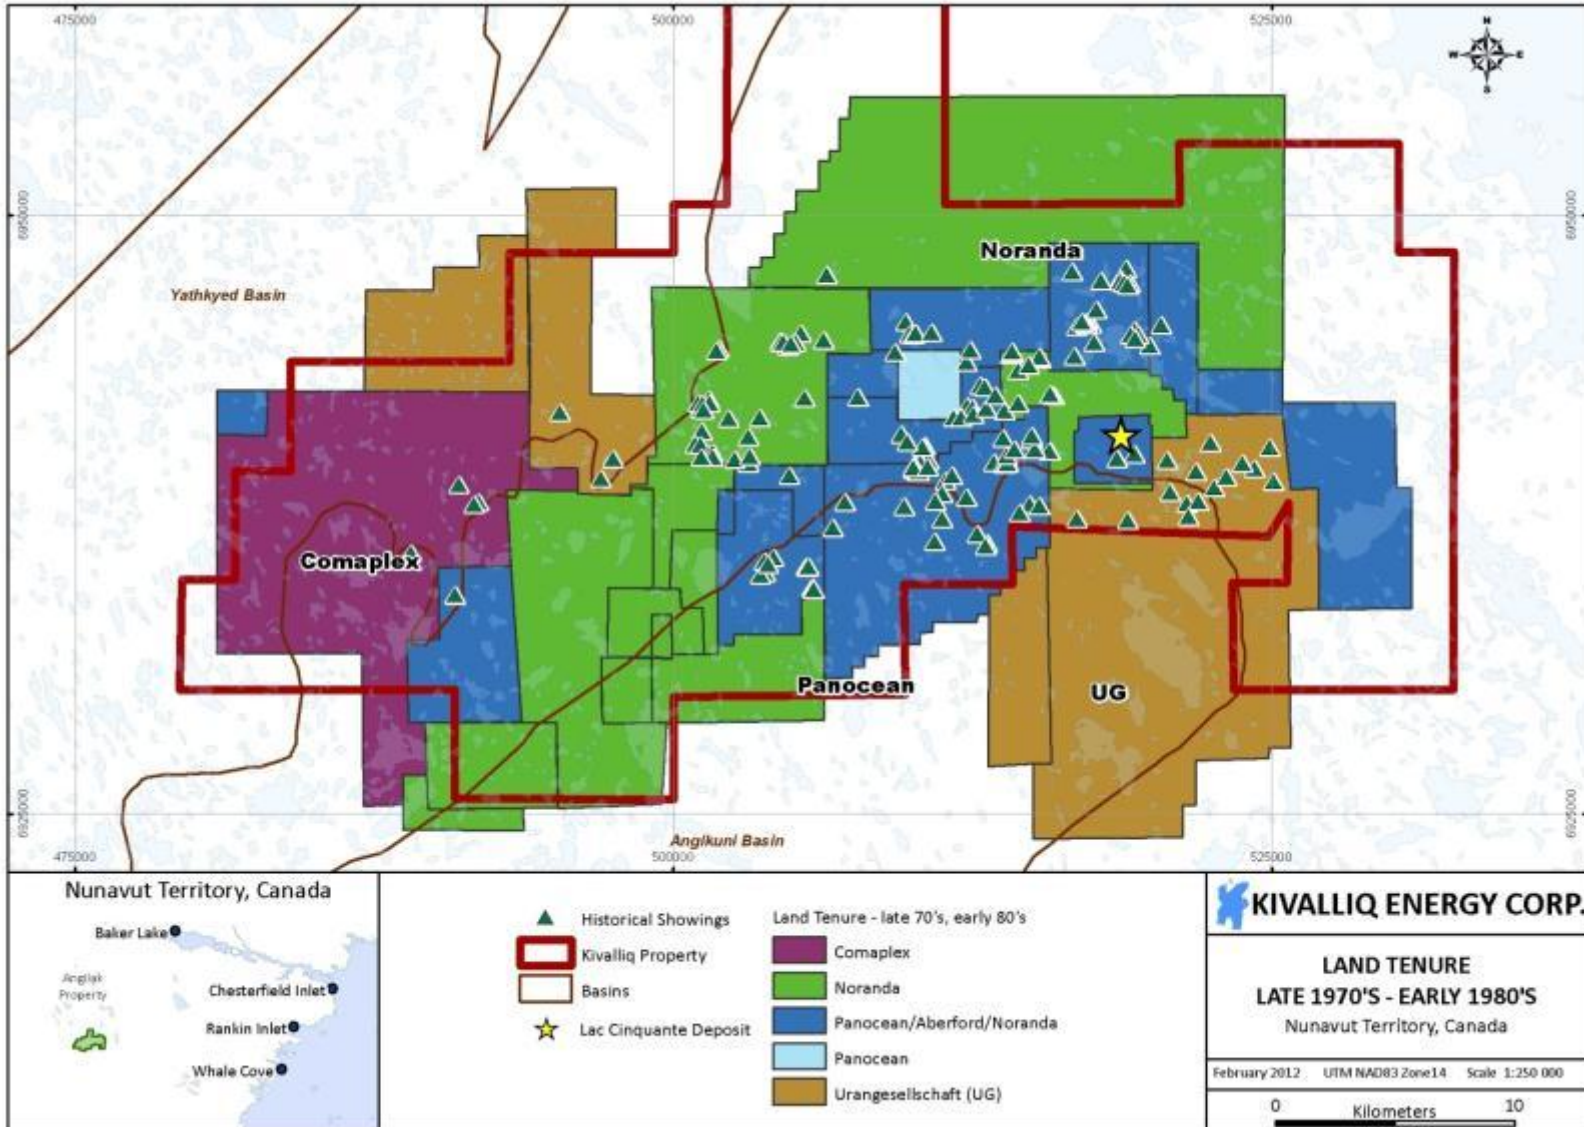 475000
500000
525000
N
W
E
S
6950000
6950000
Noranda
Yathkyed Basin
Comaplex
Panocean
UG
6925000
6925000
Angikuni Basin
475000
500000
525000
Nunavut Territory, Canada
Baker Lake
Angilak
Property
Chesterfield Inlet
Rankin Inlet
Whale Cove
Historical Showings
Kivalliq Property
Basins
Lac Cinquante Deposit
Land Tenure - late 70's, early 80's
Comaplex
Noranda
Panocean/Aberford/Noranda
Panocean
Urangesellschaft (UG)
KIVALLIQ ENERGY CORP.
LAND TENURE
LATE 1970'S - EARLY 1980'S
Nunavut Territory, Canada
February 2012 UTM NAD83 Zone14 Scale 1:250 000
0 Kilometers 10